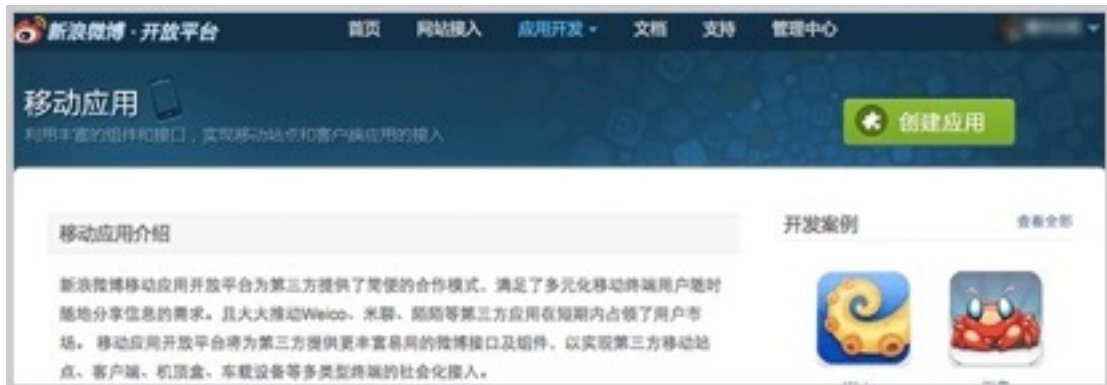 新浪微博·开放平台
首页 网站接入 应用开发 文档 支持 管理中心
移动应用
利用丰富的组件和接口，实现移动站点和客户端应用的接入
创建应用
移动应用介绍
新浪微博移动应用开放平台为第三方提供了简便的合作模式，满足了多元化移动终端用户随时
随地分享信息的需求。且大大推动Weico、米聊、陌陌等第三方应用在短期内占领了用户市
场。 移动应用开放平台将为第三方提供更丰富易用的微博接口及组件，以实现第三方移动站
点、客户端、机顶盒、车载设备等多类型终端的社会化接入。
开发案例
查看全部